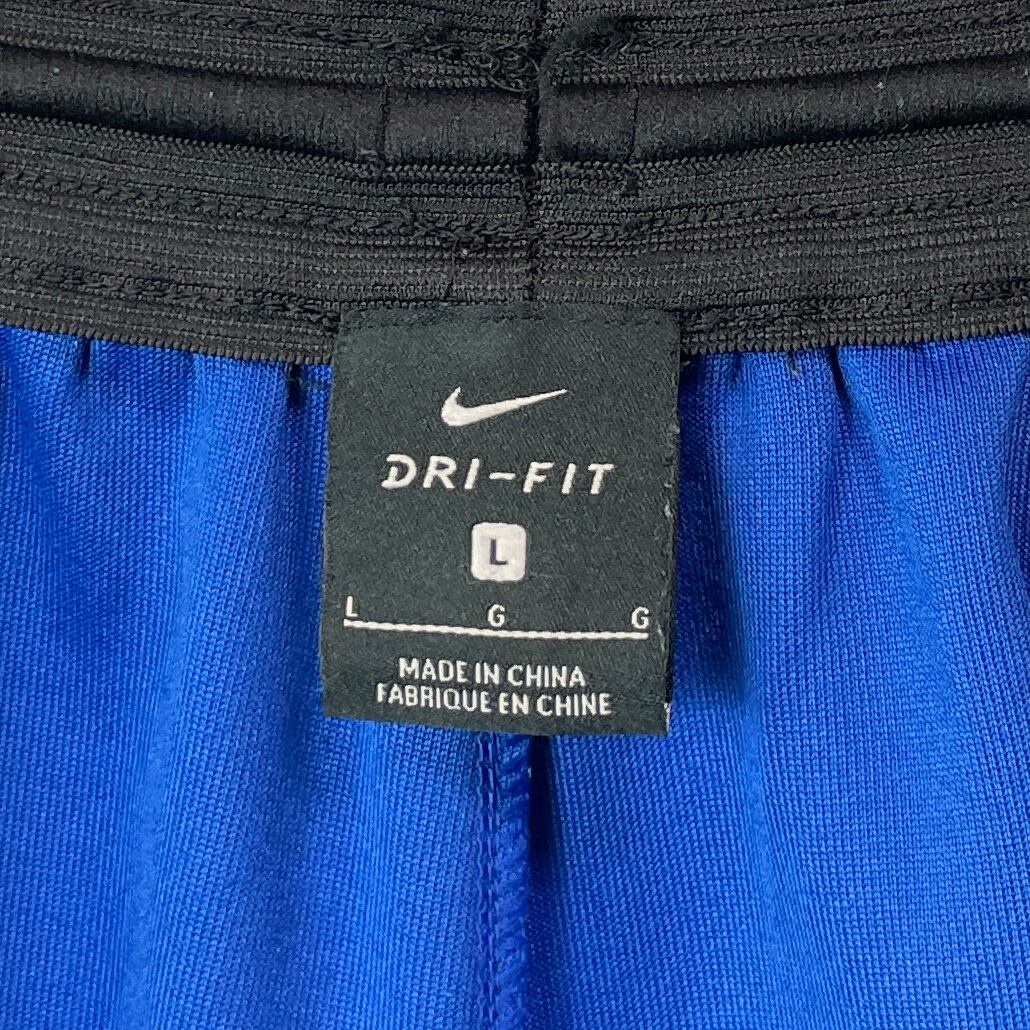 DRI-FIT
L
L G G
MADE IN CHINA
FABRIQUE EN CHINE